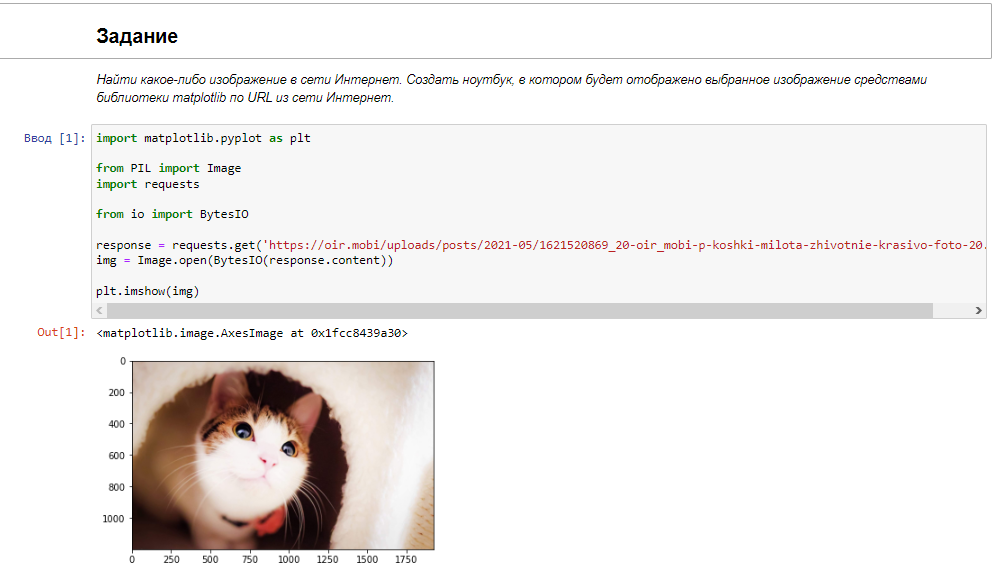 Задание
Найти какое-либо изображение в сети Интернет. Создать ноутбук, в котором будет отображено выбранное изображение средствами
библиотеки matplotlib по URL из сети Интернет.
Ввод [1]: import matplotlib.pyplot as plt
from PIL import Image
import requests
from io import BytesIO
response = requests.get('https://oir.mobi/uploads/posts/2021-05/1621520869_20-oir_mobi-p-koshki-milota-zhivotnie-krasivo-foto-20.
img = Image.open(BytesIO(response.content))
plt.imshow(img)
Out[1]: <matplotlib.image.AxesImage at 0x1fcc8439a30>
0
200
400
600
800
1000
0 250 500 750 1000 1250 1500 1750